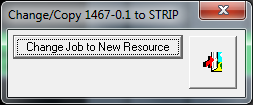 Change/Copy 1467-0.1 to STRIP
Change Job to New Resource